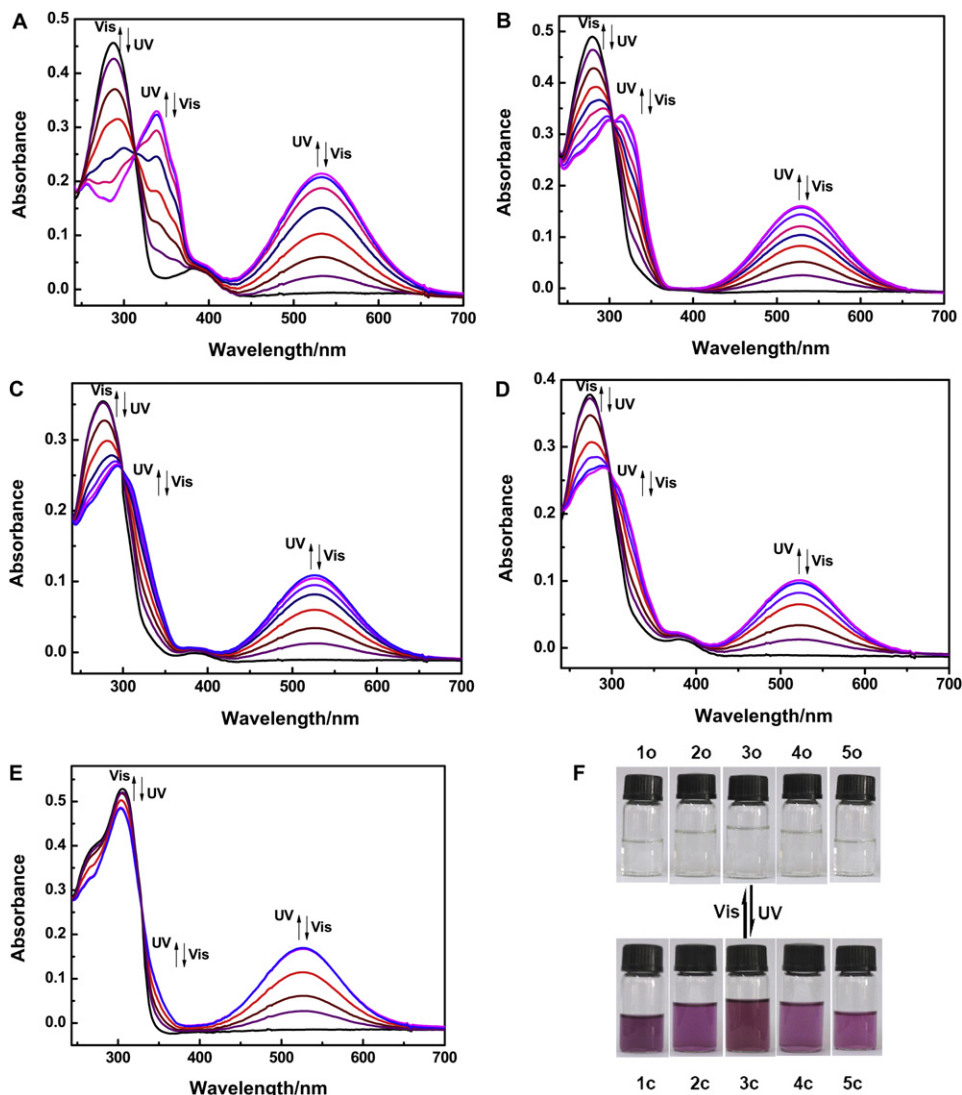 A
Vis UV
UV Vis
UV Vis
Absorbance
0.5
0.4
0.3
0.2
0.1
0.0
300 400 500 600 700
Wavelength/nm
B
Vis UV
UV Vis
UV Vis
Absorbance
0.5
0.4
0.3
0.2
0.1
0.0
300 400 500 600 700
Wavelength/nm
C
Vis UV
UV Vis
UV Vis
Absorbance
0.4
0.3
0.2
0.1
0.0
300 400 500 600 700
Wavelength/nm
D
Vis UV
UV Vis
UV Vis
Absorbance
0.4
0.3
0.2
0.1
0.0
300 400 500 600 700
Wavelength/nm
E
Vis UV
UV Vis
UV Vis
Absorbance
0.5
0.4
0.3
0.2
0.1
0.0
300 400 500 600 700
Wavelength/nm
F
1o 2o 3o 4o 5o
Vis UV
1c 2c 3c 4c 5c